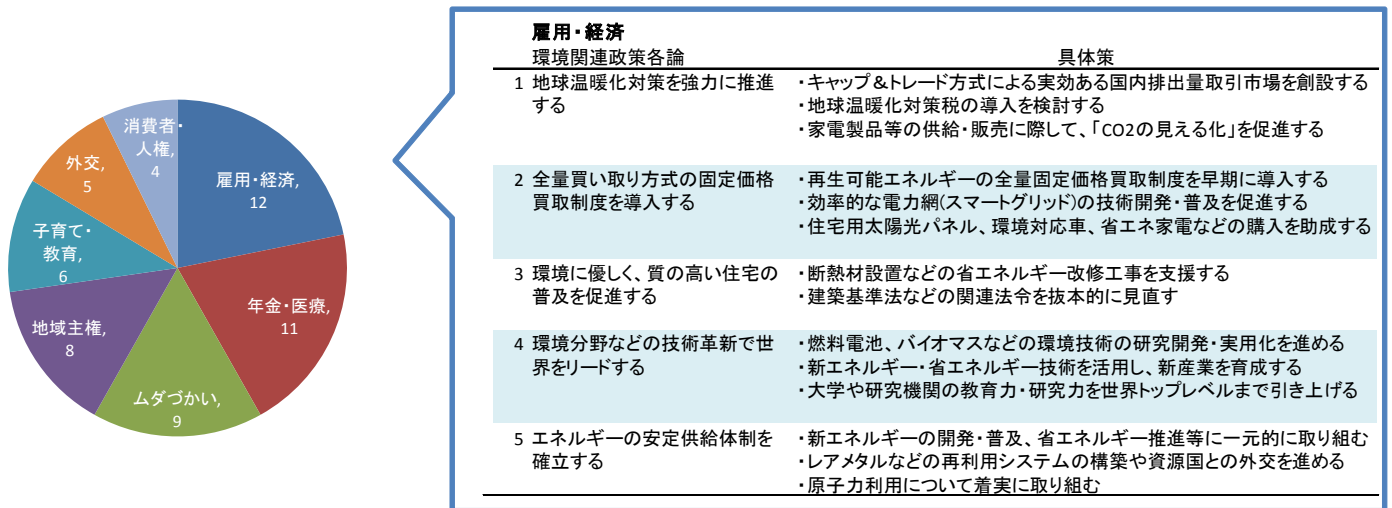 消費者・
人権,
4
外交,
5
雇用・経済,
12
子育て・
教育,
6
年金・医療,
11
地域主権,
8
ムダづかい,
9
雇用・経済
環境関連政策各論
具体策
1 地球温暖化対策を強力に推進
する
・キャップ＆トレード方式による実効ある国内排出量取引市場を創設する
・地球温暖化対策税の導入を検討する
・家電製品等の供給・販売に際して、「CO2の見える化」を促進する
2 全量買い取り方式の固定価格
買取制度を導入する
・再生可能エネルギーの全量固定価格買取制度を早期に導入する
・効率的な電力網(スマートグリッド)の技術開発・普及を促進する
・住宅用太陽光パネル、環境対応車、省エネ家電などの購入を助成する
3 環境に優しく、質の高い住宅の
普及を促進する
・断熱材設置などの省エネルギー改修工事を支援する
・建築基準法などの関連法令を抜本的に見直す
4 環境分野などの技術革新で世
界をリードする
・燃料電池、バイオマスなどの環境技術の研究開発・実用化を進める
・新エネルギー・省エネルギー技術を活用し、新産業を育成する
・大学や研究機関の教育力・研究力を世界トップレベルまで引き上げる
5 エネルギーの安定供給体制を
確立する
・新エネルギーの開発・普及、省エネルギー推進等に一元的に取り組む
・レアメタルなどの再利用システムの構築や資源国との外交を進める
・原子力利用について着実に取り組む